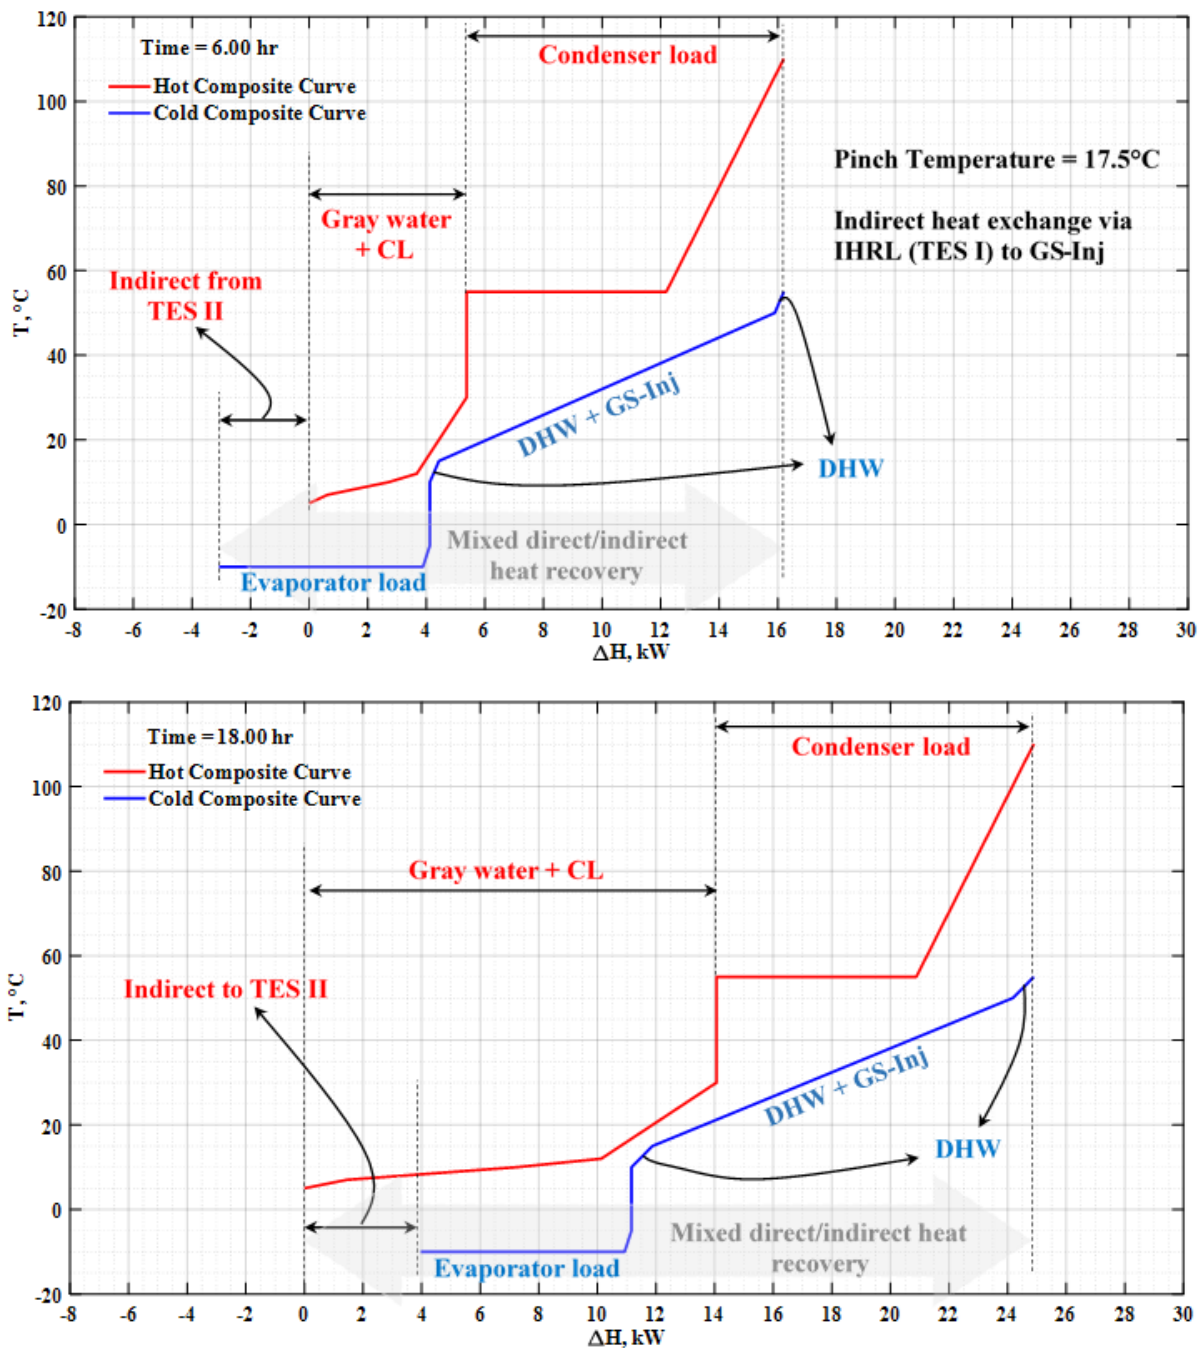 120
100
80
60
40
20
0
-20
T, °C
Time = 6.00 hr
Hot Composite Curve
Cold Composite Curve
Condenser load
Pinch Temperature = 17.5°C
Indirect heat exchange via
IHRL (TES I) to GS-Inj
Gray water
+ CL
Indirect from
TES II
DHW + GS-Inj
DHW
Mixed direct/indirect
heat recovery
Evaporator load
-8 -6 -4 -2 0 2 4 6 8 10 12 14 16 18 20 22 24 26 28 30
ΔH, kW
120
100
80
60
40
20
0
-20
T, °C
Time =18.00 hr
Hot Composite Curve
Cold Composite Curve
Condenser load
Gray water + CL
Indirect to TES II
DHW + GS-Inj
DHW
Mixed direct/indirect heat
recovery
Evaporator load
-8 -6 -4 -2 0 2 4 6 8 10 12 14 16 18 20 22 24 26 28 30
ΔH, kW